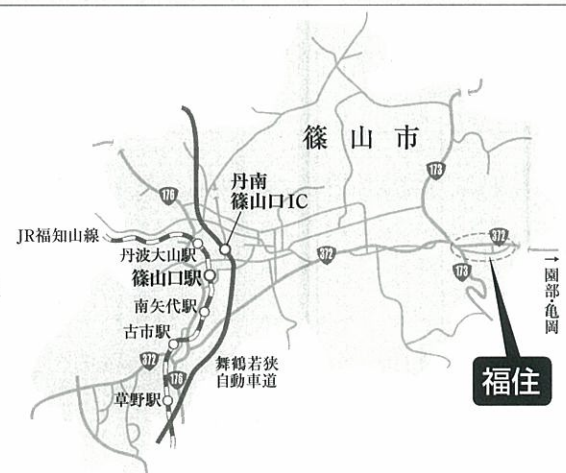 篠山市
173
176
丹南
篠山口IC
JR福知山線
丹波大山駅
篠山口駅
372
372
173
→園部・亀岡
南矢代駅
古市駅
372
176
舞鶴若狭
自動車道
草野駅
福住